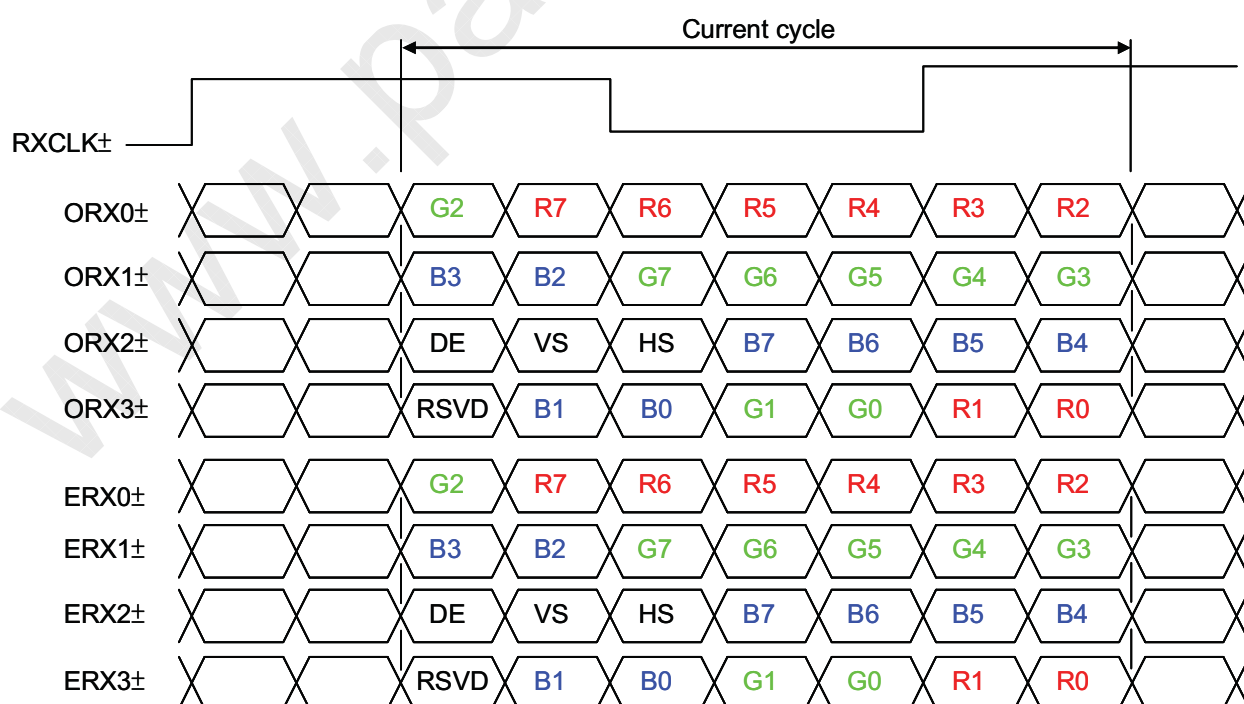 Current cycle
RXCLK±
ORX0± G2 R7 R6 R5 R4 R3 R2
ORX1± B3 B2 G7 G6 G5 G4 G3
ORX2± DE VS HS B7 B6 B5 B4
ORX3± RSVD B1 B0 G1 G0 R1 R0
ERX0± G2 R7 R6 R5 R4 R3 R2
ERX1± B3 B2 G7 G6 G5 G4 G3
ERX2± DE VS HS B7 B6 B5 B4
ERX3± RSVD B1 B0 G1 G0 R1 R0
www.pa